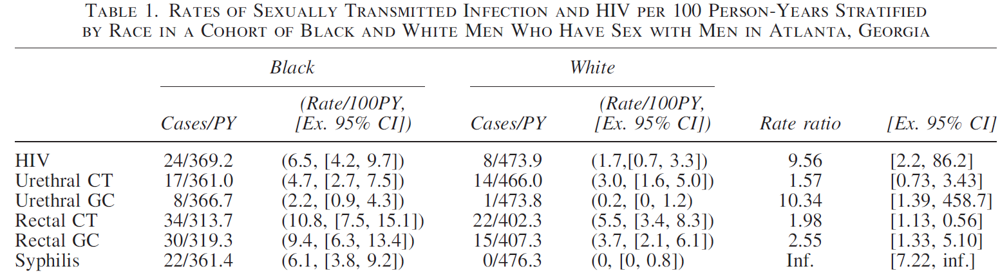 TABLE 1. RATES OF SEXUALLY TRANSMITTED INFECTION AND HIV PER 100 PERSON-YEARS STRATIFIED
BY RACE IN A COHORT OF BLACK AND WHITE MEN WHO HAVE SEX WITH MEN IN ATLANTA, GEORGIA
Black White
(Rate/100PY, (Rate/100PY,
Cases/PY [Ex. 95% CI]) Cases/PY [Ex. 95% CI]) Rate ratio [Ex. 95% CI]
HIV 24/369.2 (6.5, [4.2, 9.7]) 8/473.9 (1.7,[0.7, 3.3]) 9.56 [2.2, 86.2]
Urethral CT 17/361.0 (4.7, [2.7, 7.5]) 14/466.0 (3.0, [1.6, 5.0]) 1.57 [0.73, 3.43]
Urethral GC 8/366.7 (2.2, [0.9, 4.3]) 1/473.8 (0.2, [0, 1.2) 10.34 [1.39, 458.7]
Rectal CT 34/313.7 (10.8, [7.5, 15.1]) 22/402.3 (5.5, [3.4, 8.3]) 1.98 [1.13, 0.56]
Rectal GC 30/319.3 (9.4, [6.3, 13.4]) 15/407.3 (3.7, [2.1, 6.1]) 2.55 [1.33, 5.10]
Syphilis 22/361.4 (6.1, [3.8, 9.2]) 0/476.3 (0, [0, 0.8]) Inf. [7.22, inf.]